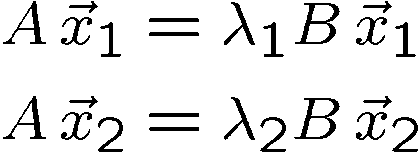 A x⃗₁ = λ₁B x⃗₁
A x⃗₂ = λ₂B x⃗₂